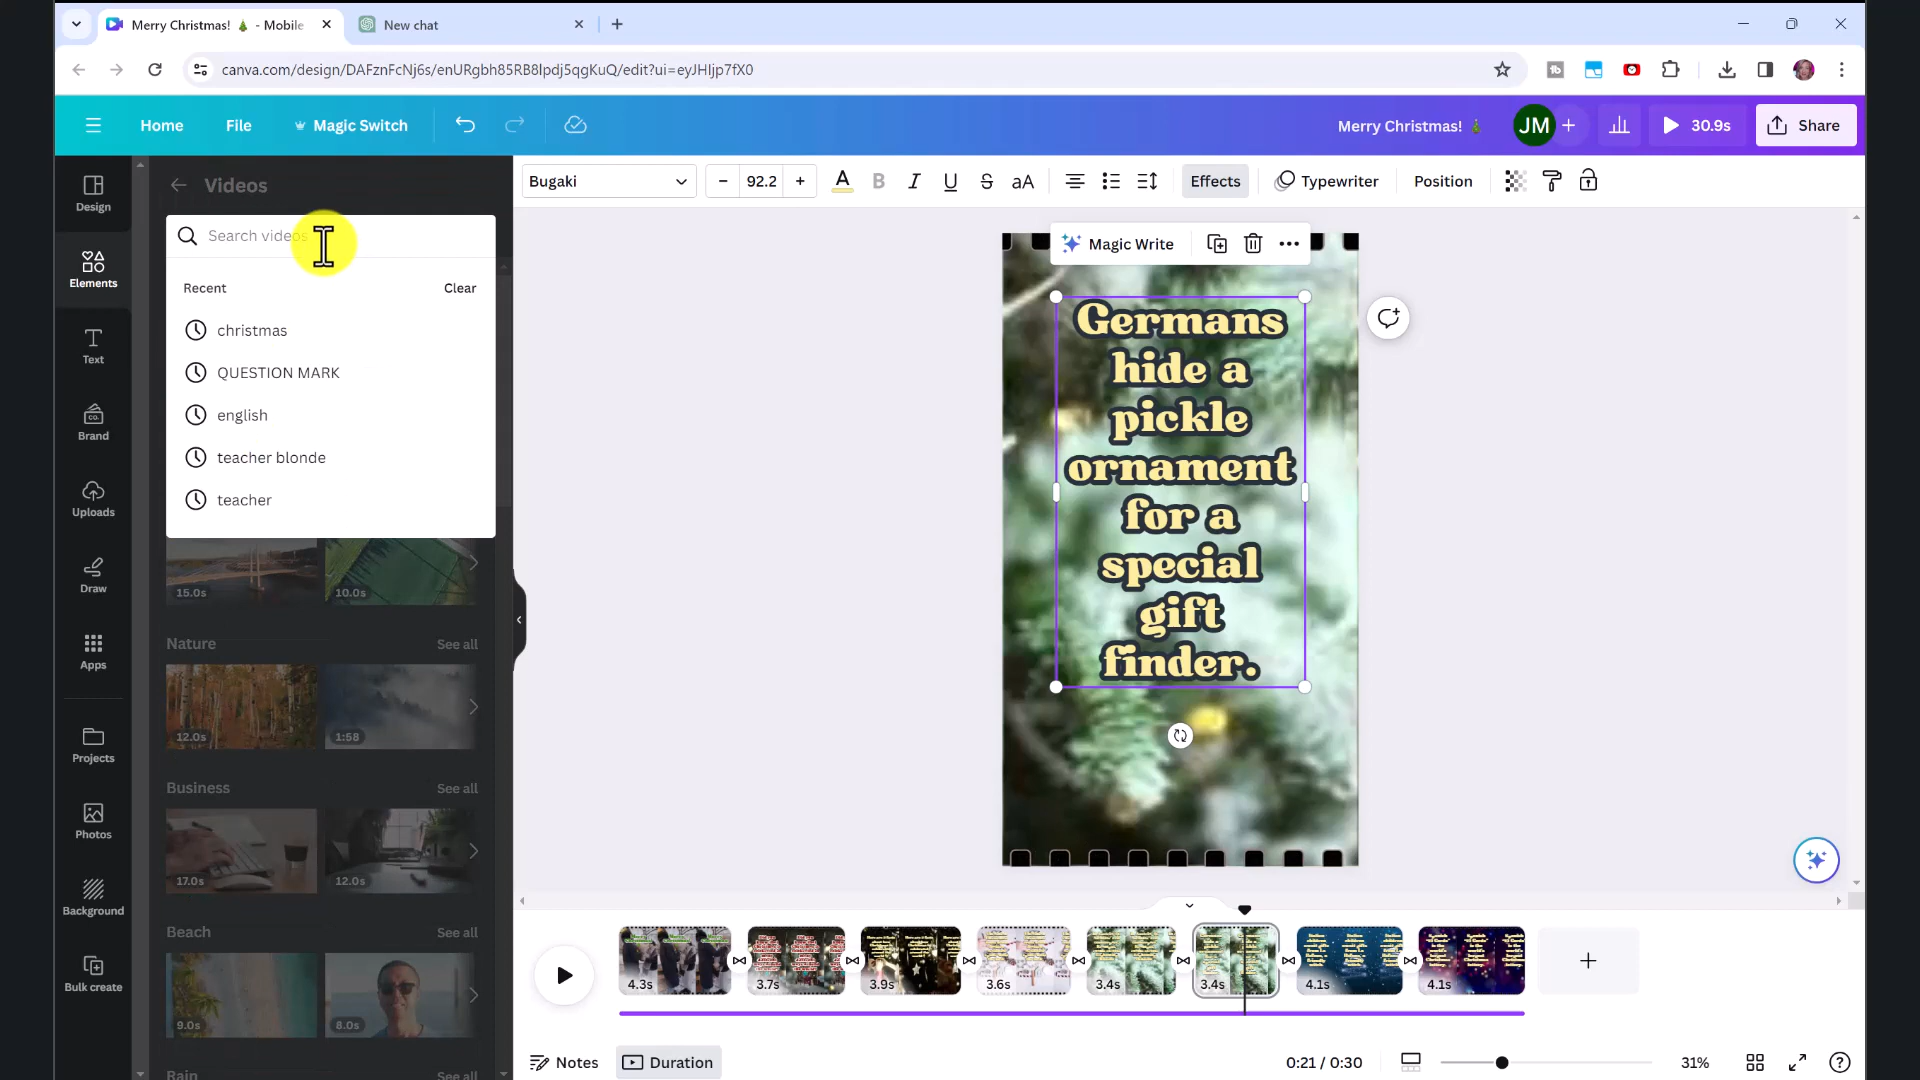 Merry Christmas! 🎄 - Mobile
New chat
canva.com/design/DAFznFcNj6s/enURgbh85RB8lpdj5qgKuQ/edit?ui=eyJHIjp7fX0
Home
File
Magic Switch
Merry Christmas! 🎄
JM
30.9s
Share
Design
Elements
Text
Brand
Uploads
Draw
Apps
Projects
Photos
Background
Bulk create
Videos
Search videos
Recent
Clear
christmas
QUESTION MARK
english
teacher blonde
teacher
15.0s
10.0s
Nature
See all
12.0s
1:58
Business
See all
17.0s
12.0s
Beach
See all
9.0s
8.0s
Rain
See all
Bugaki
92.2
A
B
I
U
S
aA
Effects
Typewriter
Position
Magic Write
Germans
hide a
pickle
ornament
for a
special
gift
finder.
4.3s
3.7s
3.9s
3.6s
3.4s
3.4s
4.1s
4.1s
Notes
Duration
0:21 / 0:30
31%